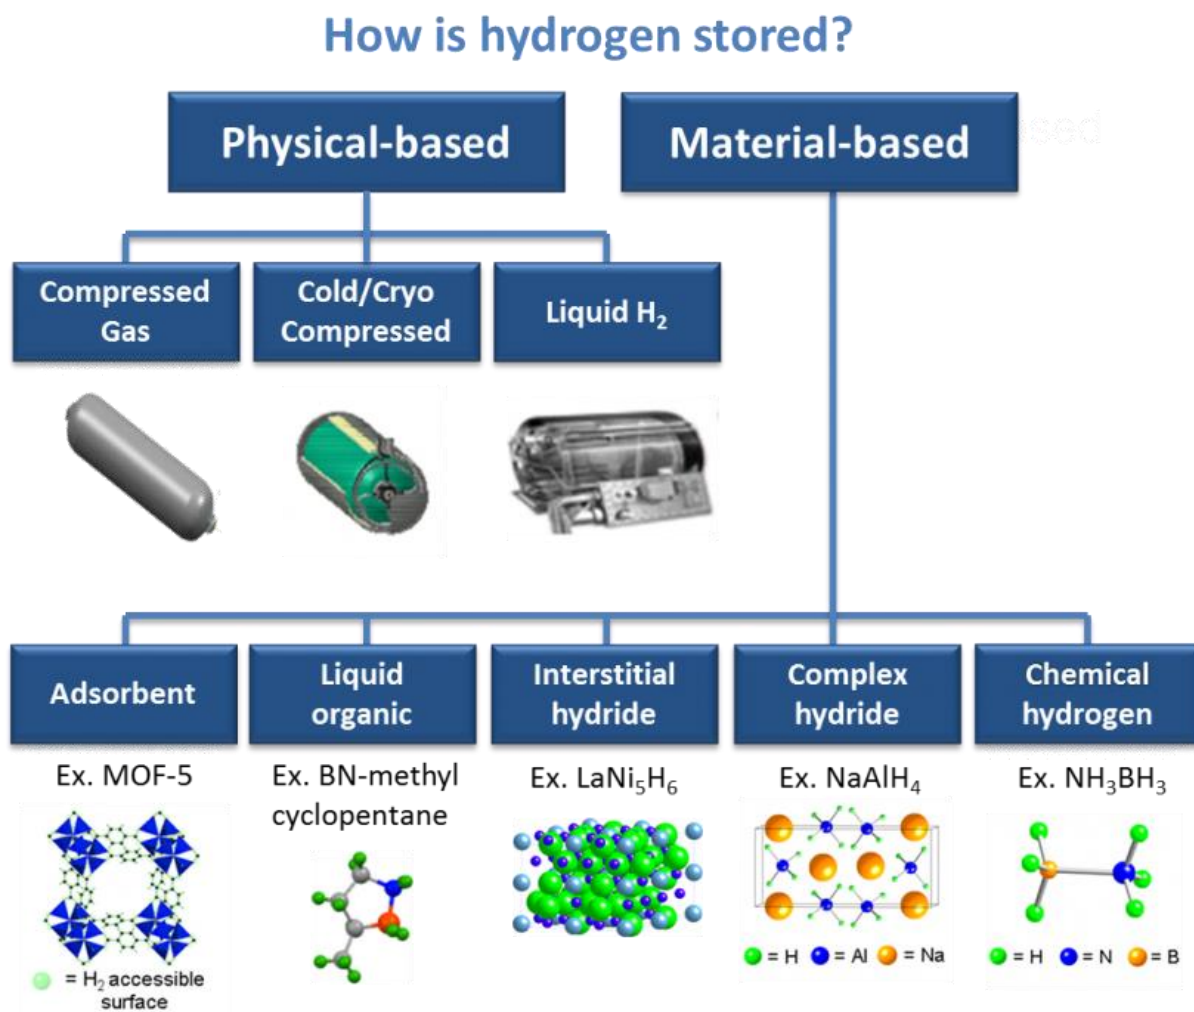 How is hydrogen stored?
Physical-based
Material-based
Compressed
Gas
Cold/Cryo
Compressed
Liquid H₂
Adsorbent
Liquid
organic
Interstitial
hydride
Complex
hydride
Chemical
hydrogen
Ex. MOF-5
Ex. BN-methyl
cyclopentane
Ex. LaNi₅H₆
Ex. NaAlH₄
Ex. NH₃BH₃
= H₂ accessible
surface
= H = Al = Na
= H = N = B